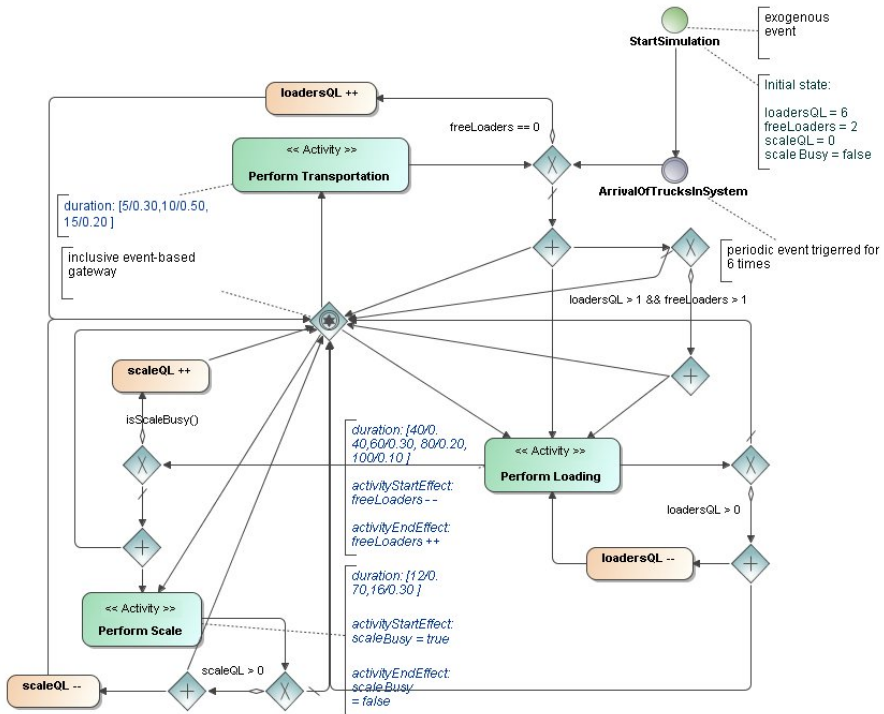 exogenous
event
StartSimulation
Initial state:
loadersQL = 6
freeLoaders = 2
scaleQL = 0
scaleBusy = false
loadersQL ++
freeLoaders == 0
<< Activity >>
Perform Transportation
ArrivalOfTrucksInSystem
duration: [5/0.30,10/0.50,
15/0.20 ]
inclusive event-based
gateway
periodic event trigerred for
6 times
loadersQL > 1 && freeLoaders > 1
scaleQL ++
isScaleBusy()
duration: [40/0.
40,60/0.30, 80/0.20,
100/0.10 ]
activityStartEffect:
freeLoaders - -
activityEndEffect:
freeLoaders ++
<< Activity >>
Perform Loading
loadersQL > 0
loadersQL --
duration: [12/0.
70,16/0.30 ]
activityStartEffect:
scaleBusy = true
activityEndEffect:
scaleBusy
= false
<< Activity >>
Perform Scale
scaleQL > 0
scaleQL --